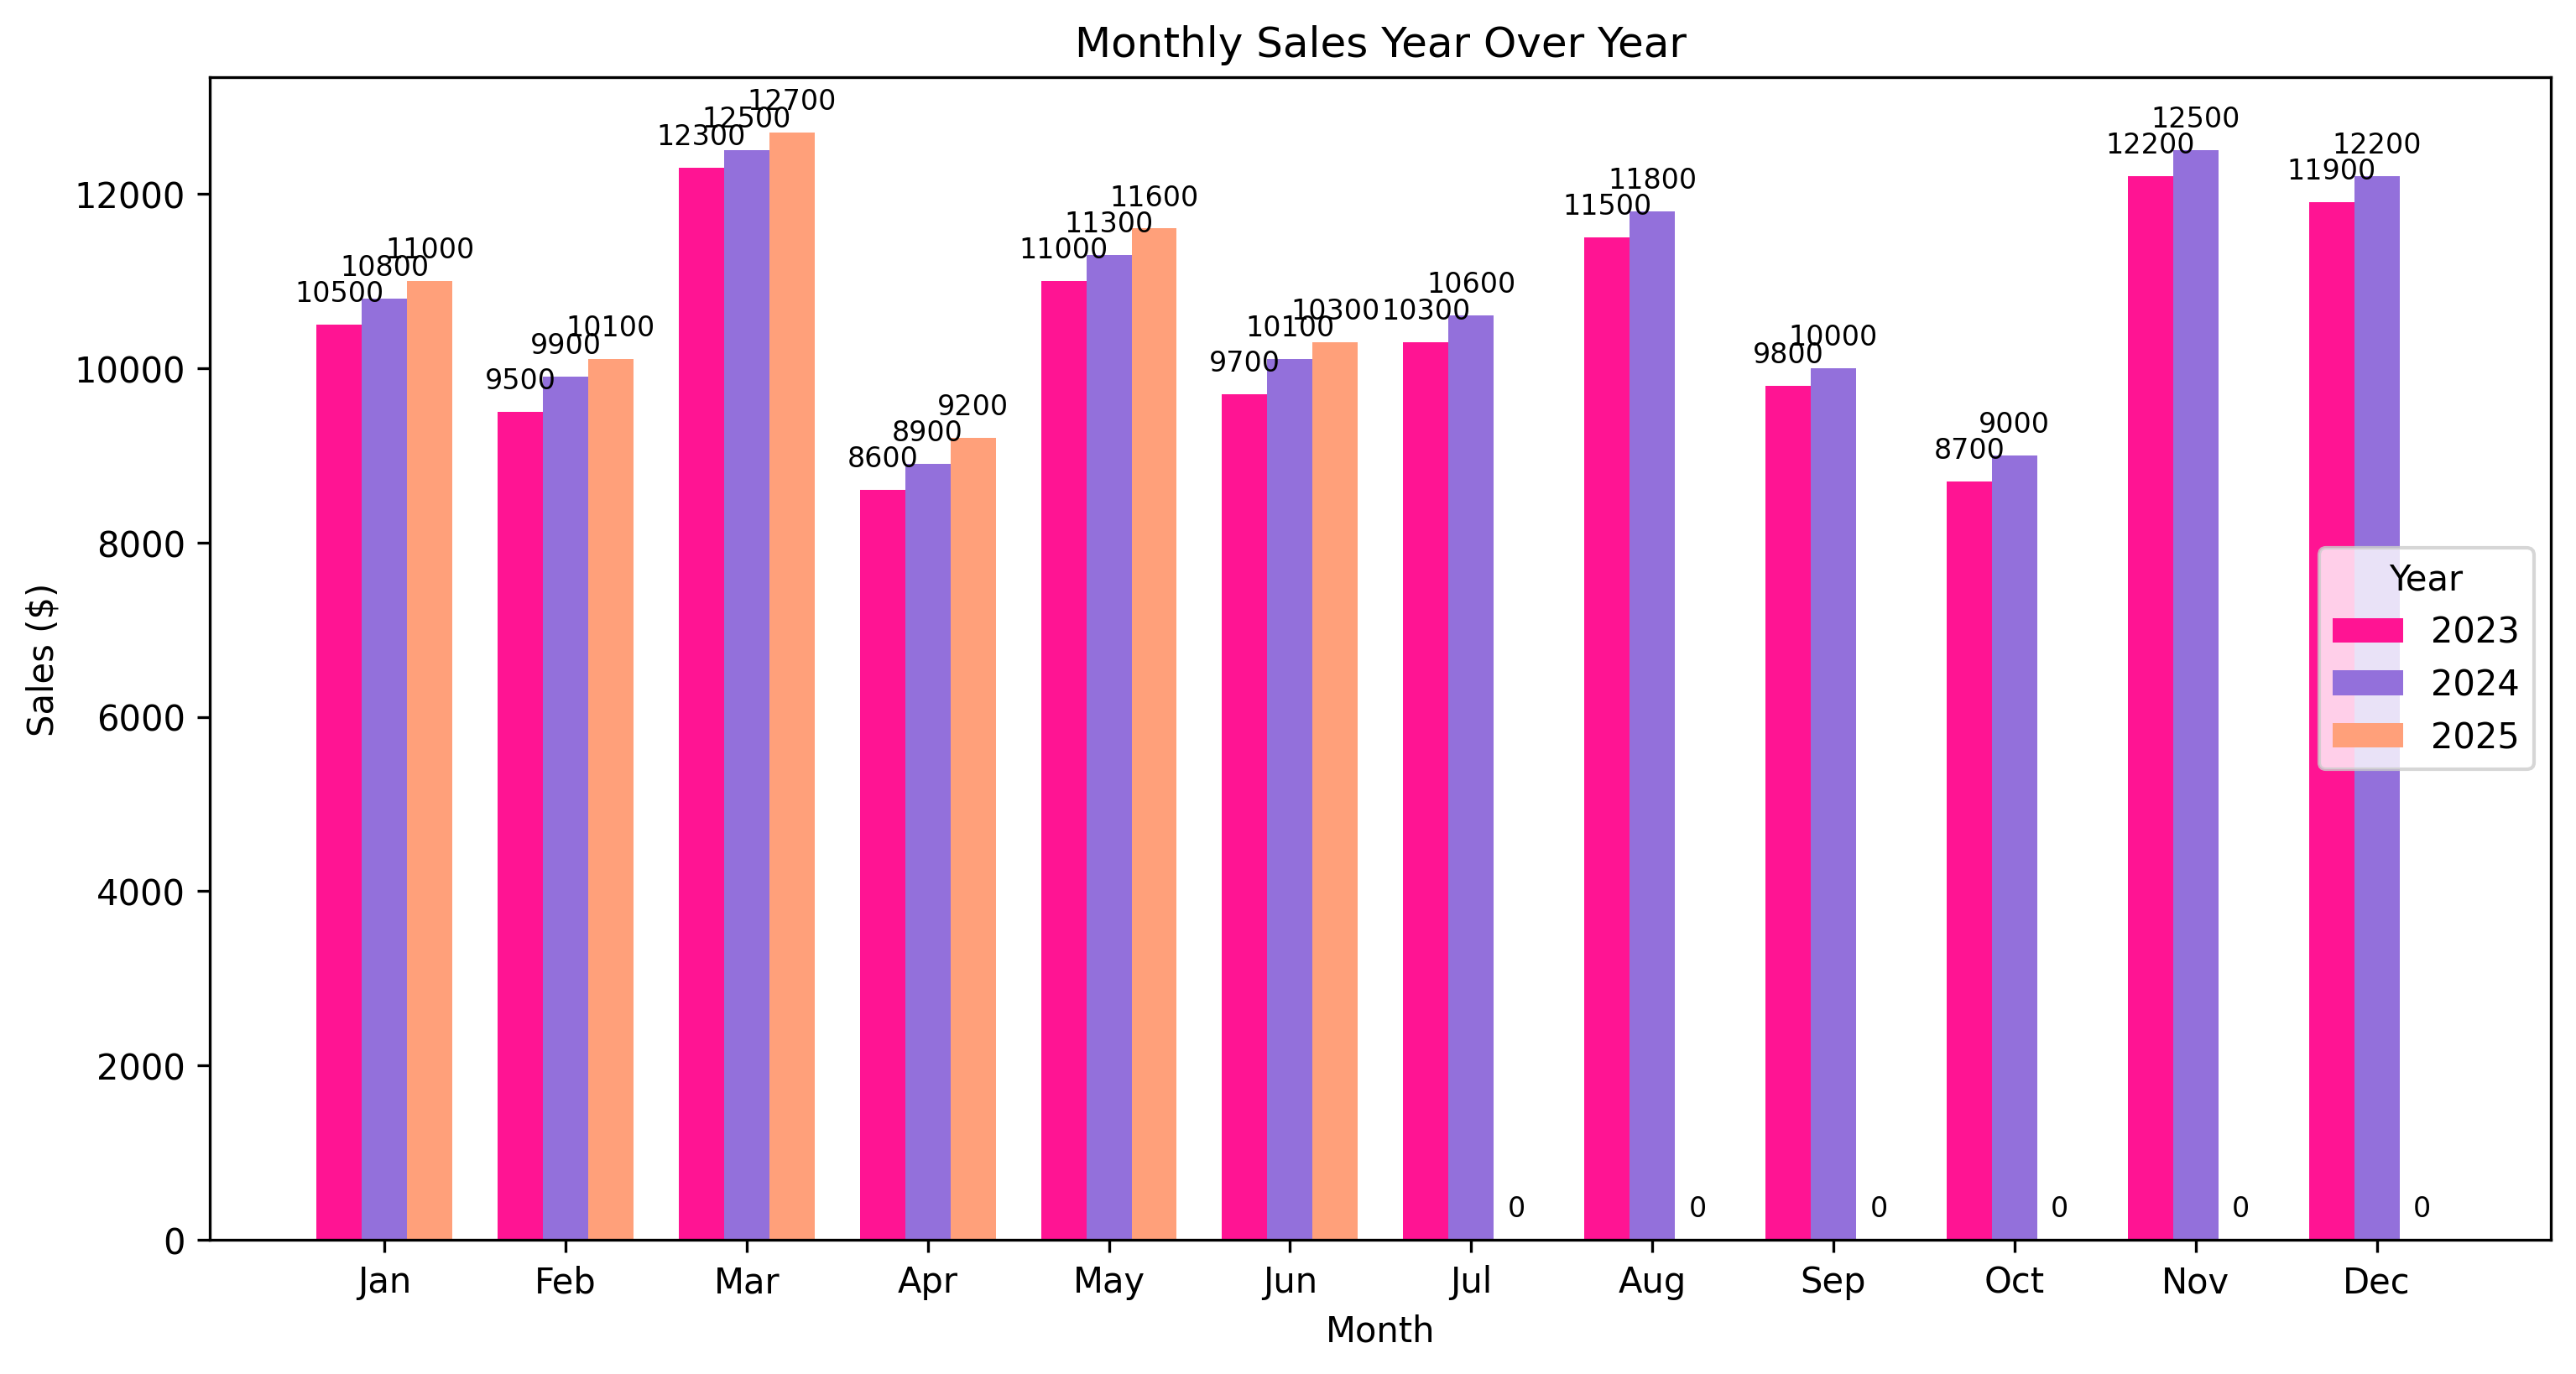 Monthly Sales Year Over Year
Sales ($)
12000
10000
8000
6000
4000
2000
0
10500 10800 11000
9500 9900 10100
12300 12500 12700
8600 8900 9200
11000 11300 11600
9700 10100 10300
10300 10600 0
11500 11800 0
9800 10000 0
8700 9000 0
12200 12500 0
11900 12200 0
Year
2023
2024
2025
Jan Feb Mar Apr May Jun Jul Aug Sep Oct Nov Dec
Month